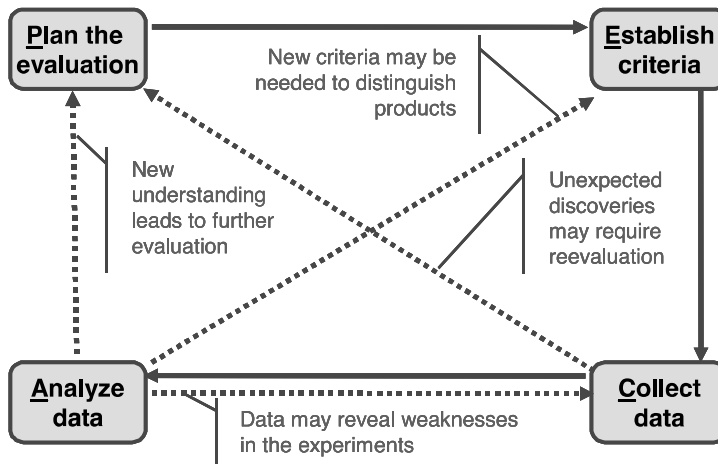 Plan the
evaluation
New criteria may be
needed to distinguish
products
Establish
criteria
New
understanding
leads to further
evaluation
Unexpected
discoveries
may require
reevaluation
Analyze
data
Data may reveal weaknesses
in the experiments
Collect
data